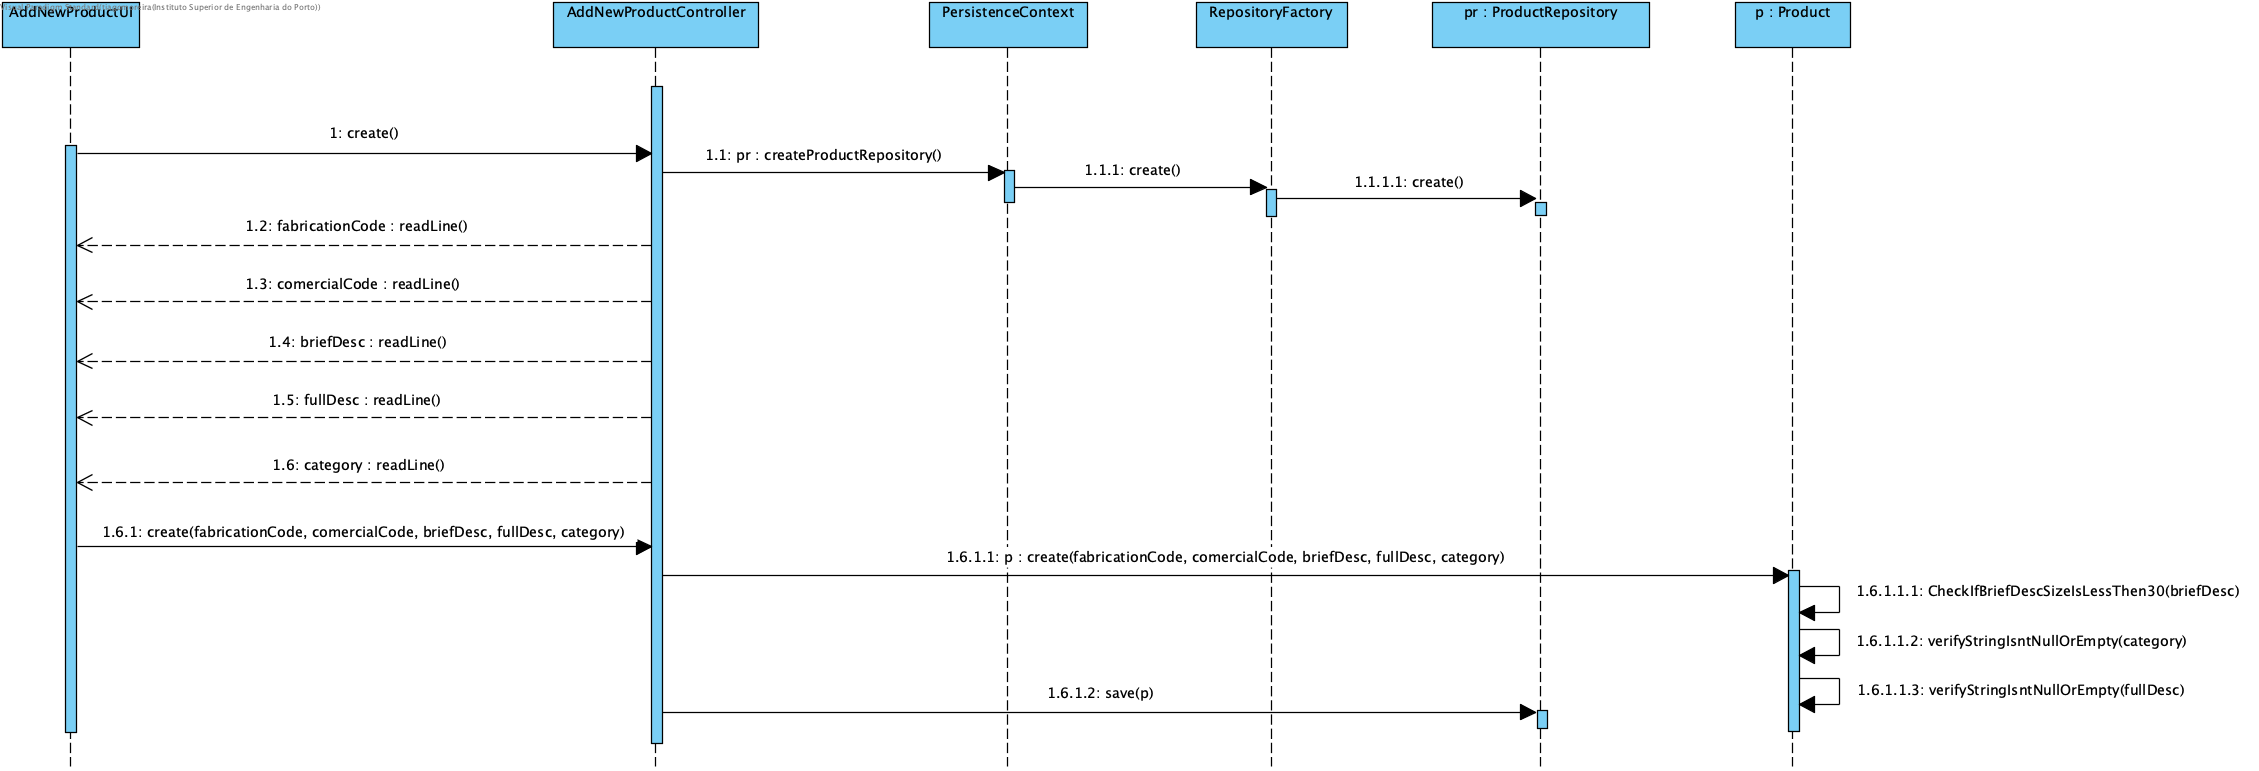 (Instituto Superior de Engenharia do Porto))
AddNewProductUI
AddNewProductController
PersistenceContext
RepositoryFactory
pr : ProductRepository
p : Product
1: create()
1.1: pr : createProductRepository()
1.1.1: create()
1.1.1.1: create()
1.2: fabricationCode : readLine()
1.3: comercialCode : readLine()
1.4: briefDesc : readLine()
1.5: fullDesc : readLine()
1.6: category : readLine()
1.6.1: create(fabricationCode, comercialCode, briefDesc, fullDesc, category)
1.6.1.1: p : create(fabricationCode, comercialCode, briefDesc, fullDesc, category)
1.6.1.1.1: CheckIfBriefDescSizeIsLessThen30(briefDesc)
1.6.1.1.2: verifyStringIsntNullOrEmpty(category)
1.6.1.1.3: verifyStringIsntNullOrEmpty(fullDesc)
1.6.1.2: save(p)